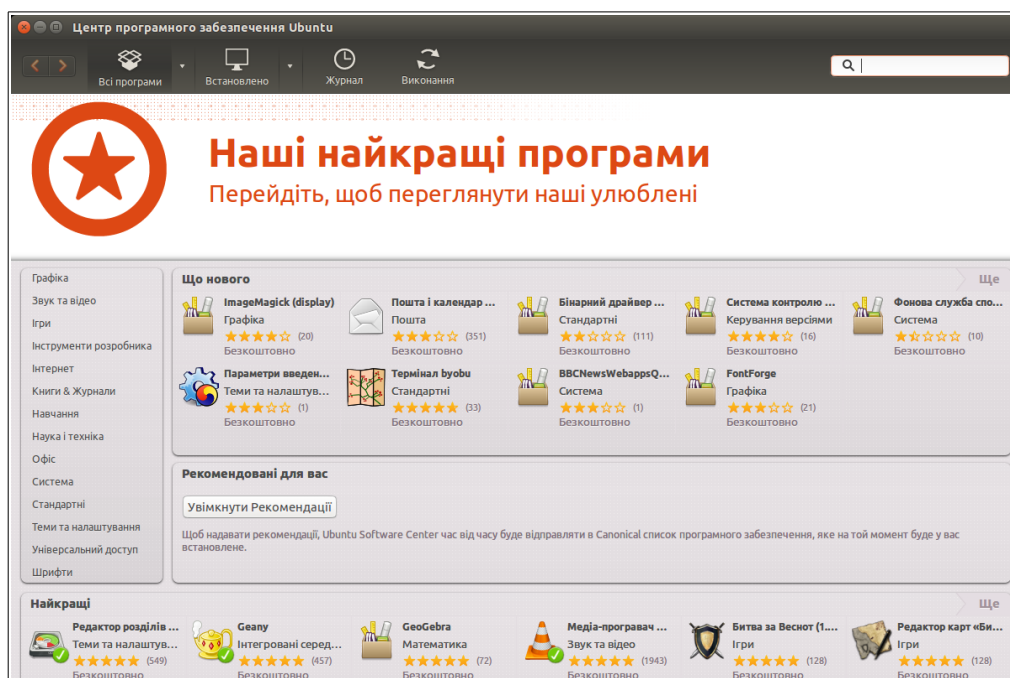 Центр програмного забезпечення Ubuntu
Всі програми
Встановлено
Журнал
Виконання
Наші найкращі програми
Перейдіть, щоб переглянути наші улюблені
Графіка
Звук та відео
Ігри
Інструменти розробника
Інтернет
Книги & Журнали
Навчання
Наука і техніка
Офіс
Система
Стандартні
Теми та налаштування
Універсальний доступ
Шрифти
Що нового
Ще
ImageMagick (display)
Графіка
(20)
Безкоштовно
Пошта і календар ...
Пошта
(351)
Безкоштовно
Бінарний драйвер ...
Стандартні
(111)
Безкоштовно
Система контролю ...
Керування версіями
(16)
Безкоштовно
Фонова служба спо...
Система
(10)
Безкоштовно
Параметри введен...
Теми та налаштув...
(1)
Безкоштовно
Термінал byobu
Стандартні
(33)
Безкоштовно
BBCNewsWebappsQ...
Система
(1)
Безкоштовно
FontForge
Графіка
(21)
Безкоштовно
Рекомендовані для вас
Увімкнути Рекомендації
Щоб надавати рекомендації, Ubuntu Software Center час від часу буде відправляти в Canonical список програмного забезпечення, яке на той момент буде у вас
встановлене.
Найкращі
Ще
Редактор розділів ...
Теми та налаштув...
(549)
Безкоштовно
Geany
Інтегровані серед...
(457)
Безкоштовно
GeoGebra
Математика
(72)
Безкоштовно
Медіа-програвач ...
Звук та відео
(1943)
Безкоштовно
Битва за Веснот (1....
Ігри
(128)
Безкоштовно
Редактор карт «Би...
Ігри
(128)
Безкоштовно